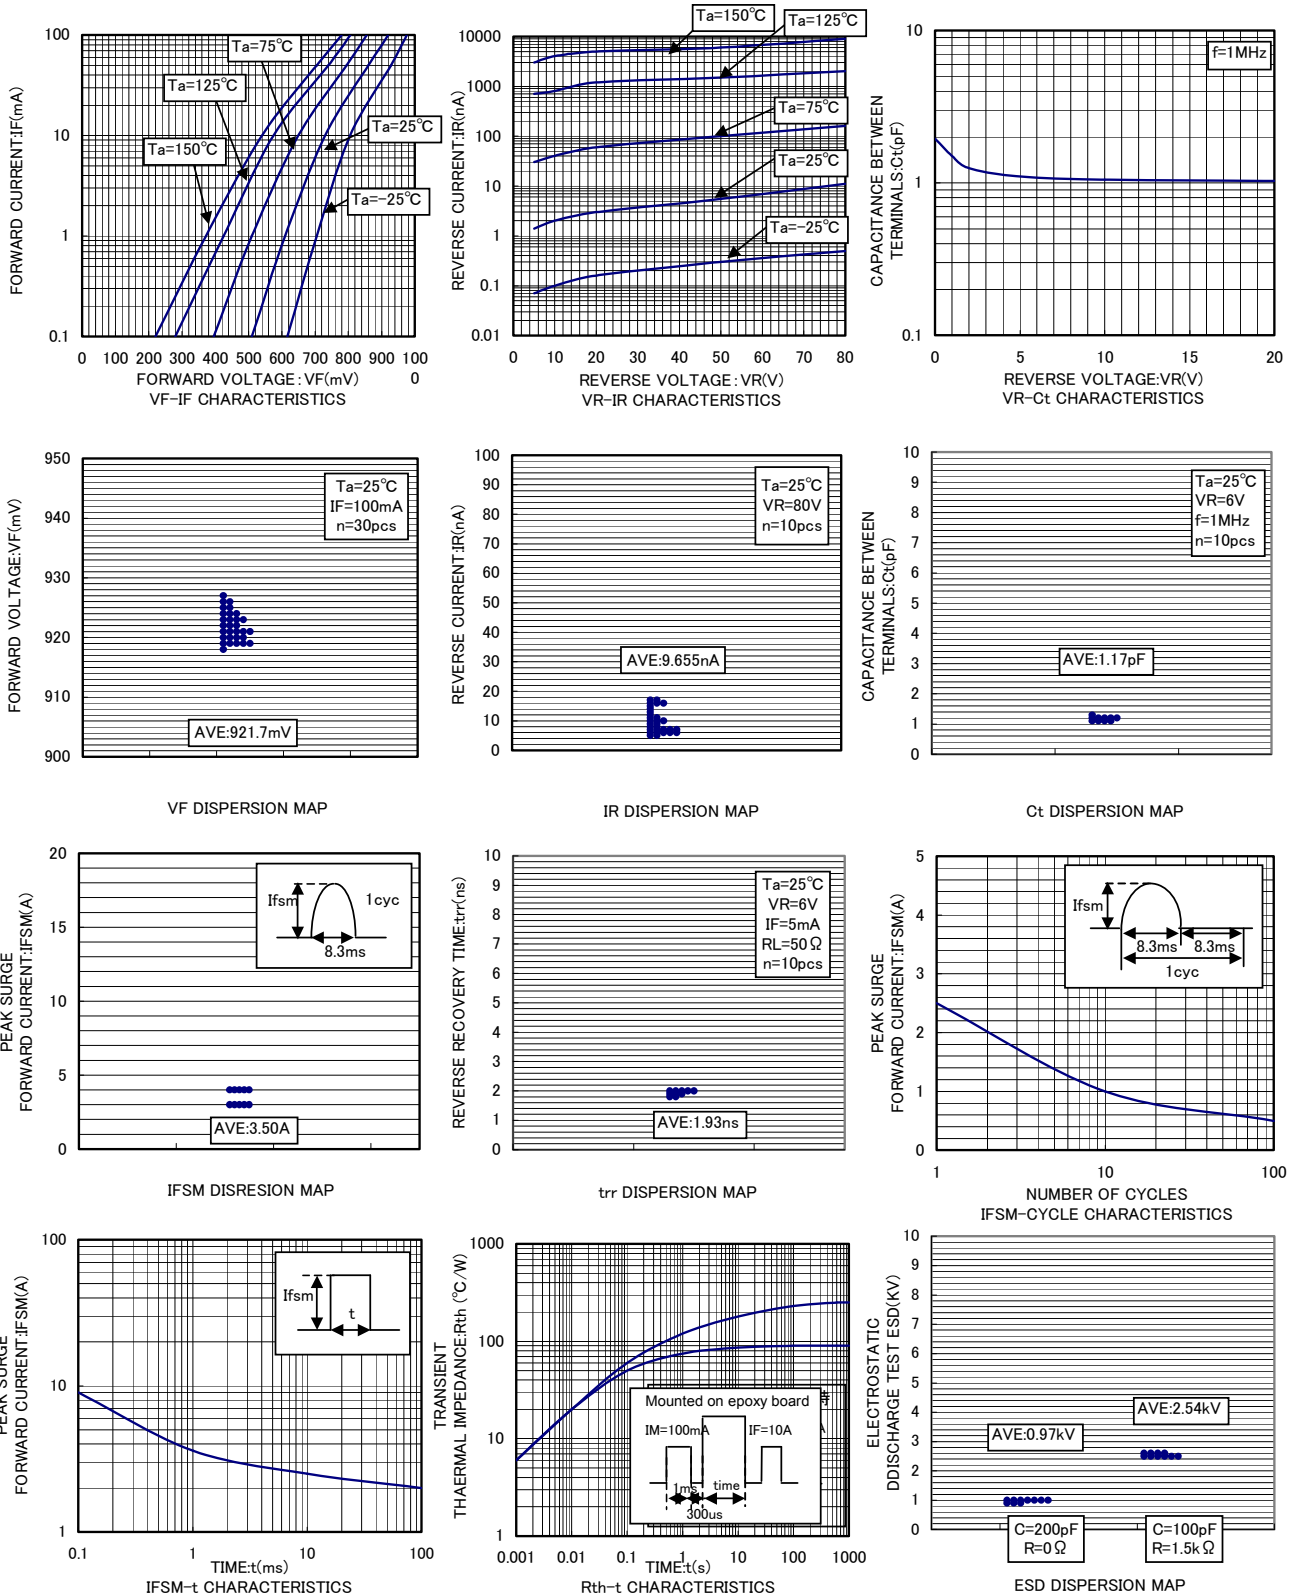 Ta=150℃
Ta=125℃
100
10
1
0.1
FORWARD CURRENT:IF(mA)
Ta=75℃
Ta=125℃
Ta=150℃
Ta=25℃
Ta=−25℃
0 100 200 300 400 500 600 700 800 900 100
0
FORWARD VOLTAGE:VF(mV)
VF-IF CHARACTERISTICS
10000
1000
100
10
1
0.1
0.01
REVERSE CURRENT:IR(nA)
Ta=75℃
Ta=25℃
Ta=−25℃
0 10 20 30 40 50 60 70 80
REVERSE VOLTAGE:VR(V)
VR-IR CHARACTERISTICS
10
1
0.1
CAPACITANCE BETWEEN
TERMINALS:Ct(pF)
f=1MHz
0 5 10 15 20
REVERSE VOLTAGE:VR(V)
VR-Ct CHARACTERISTICS
950
940
930
920
910
900
FORWARD VOLTAGE:VF(mV)
Ta=25℃
IF=100mA
n=30pcs
AVE:921.7mV
VF DISPERSION MAP
100
90
80
70
60
50
40
30
20
10
0
REVERSE CURRENT:IR(nA)
Ta=25℃
VR=80V
n=10pcs
AVE:9.655nA
IR DISPERSION MAP
10
9
8
7
6
5
4
3
2
1
0
CAPACITANCE BETWEEN
TERMINALS:Ct(pF)
Ta=25℃
VR=6V
f=1MHz
n=10pcs
AVE:1.17pF
Ct DISPERSION MAP
20
15
10
5
0
PEAK SURGE
FORWARD CURRENT:IFSM(A)
Ifsm
1cyc
8.3ms
AVE:3.50A
IFSM DISRESION MAP
10
9
8
7
6
5
4
3
2
1
0
REVERSE RECOVERY TIME:trr(ns)
Ta=25℃
VR=6V
IF=5mA
RL=50Ω
n=10pcs
AVE:1.93ns
trr DISPERSION MAP
5
4
3
2
1
0
PEAK SURGE
FORWARD CURRENT:IFSM(A)
Ifsm
8.3ms 8.3ms
1cyc
1 10 100
NUMBER OF CYCLES
IFSM-CYCLE CHARACTERISTICS
100
10
1
PEAK SURGE
FORWARD CURRENT:IFSM(A)
Ifsm
t
0.1 1 10 100
TIME:t(ms)
IFSM-t CHARACTERISTICS
1000
100
10
1
TRANSIENT
THAERMAL IMPEDANCE:Rth (℃/W)
Mounted on epoxy board
IM=100mA IF=10A
1ms time
300us
0.001 0.1 10 1000
TIME:t(s)
Rth-t CHARACTERISTICS
10
9
8
7
6
5
4
3
2
1
0
ELECTROSTATIC
DDISCHARGE TEST ESD(KV)
AVE:2.54kV
AVE:0.97kV
C=200pF
R=0Ω
C=100pF
R=1.5kΩ
ESD DISPERSION MAP